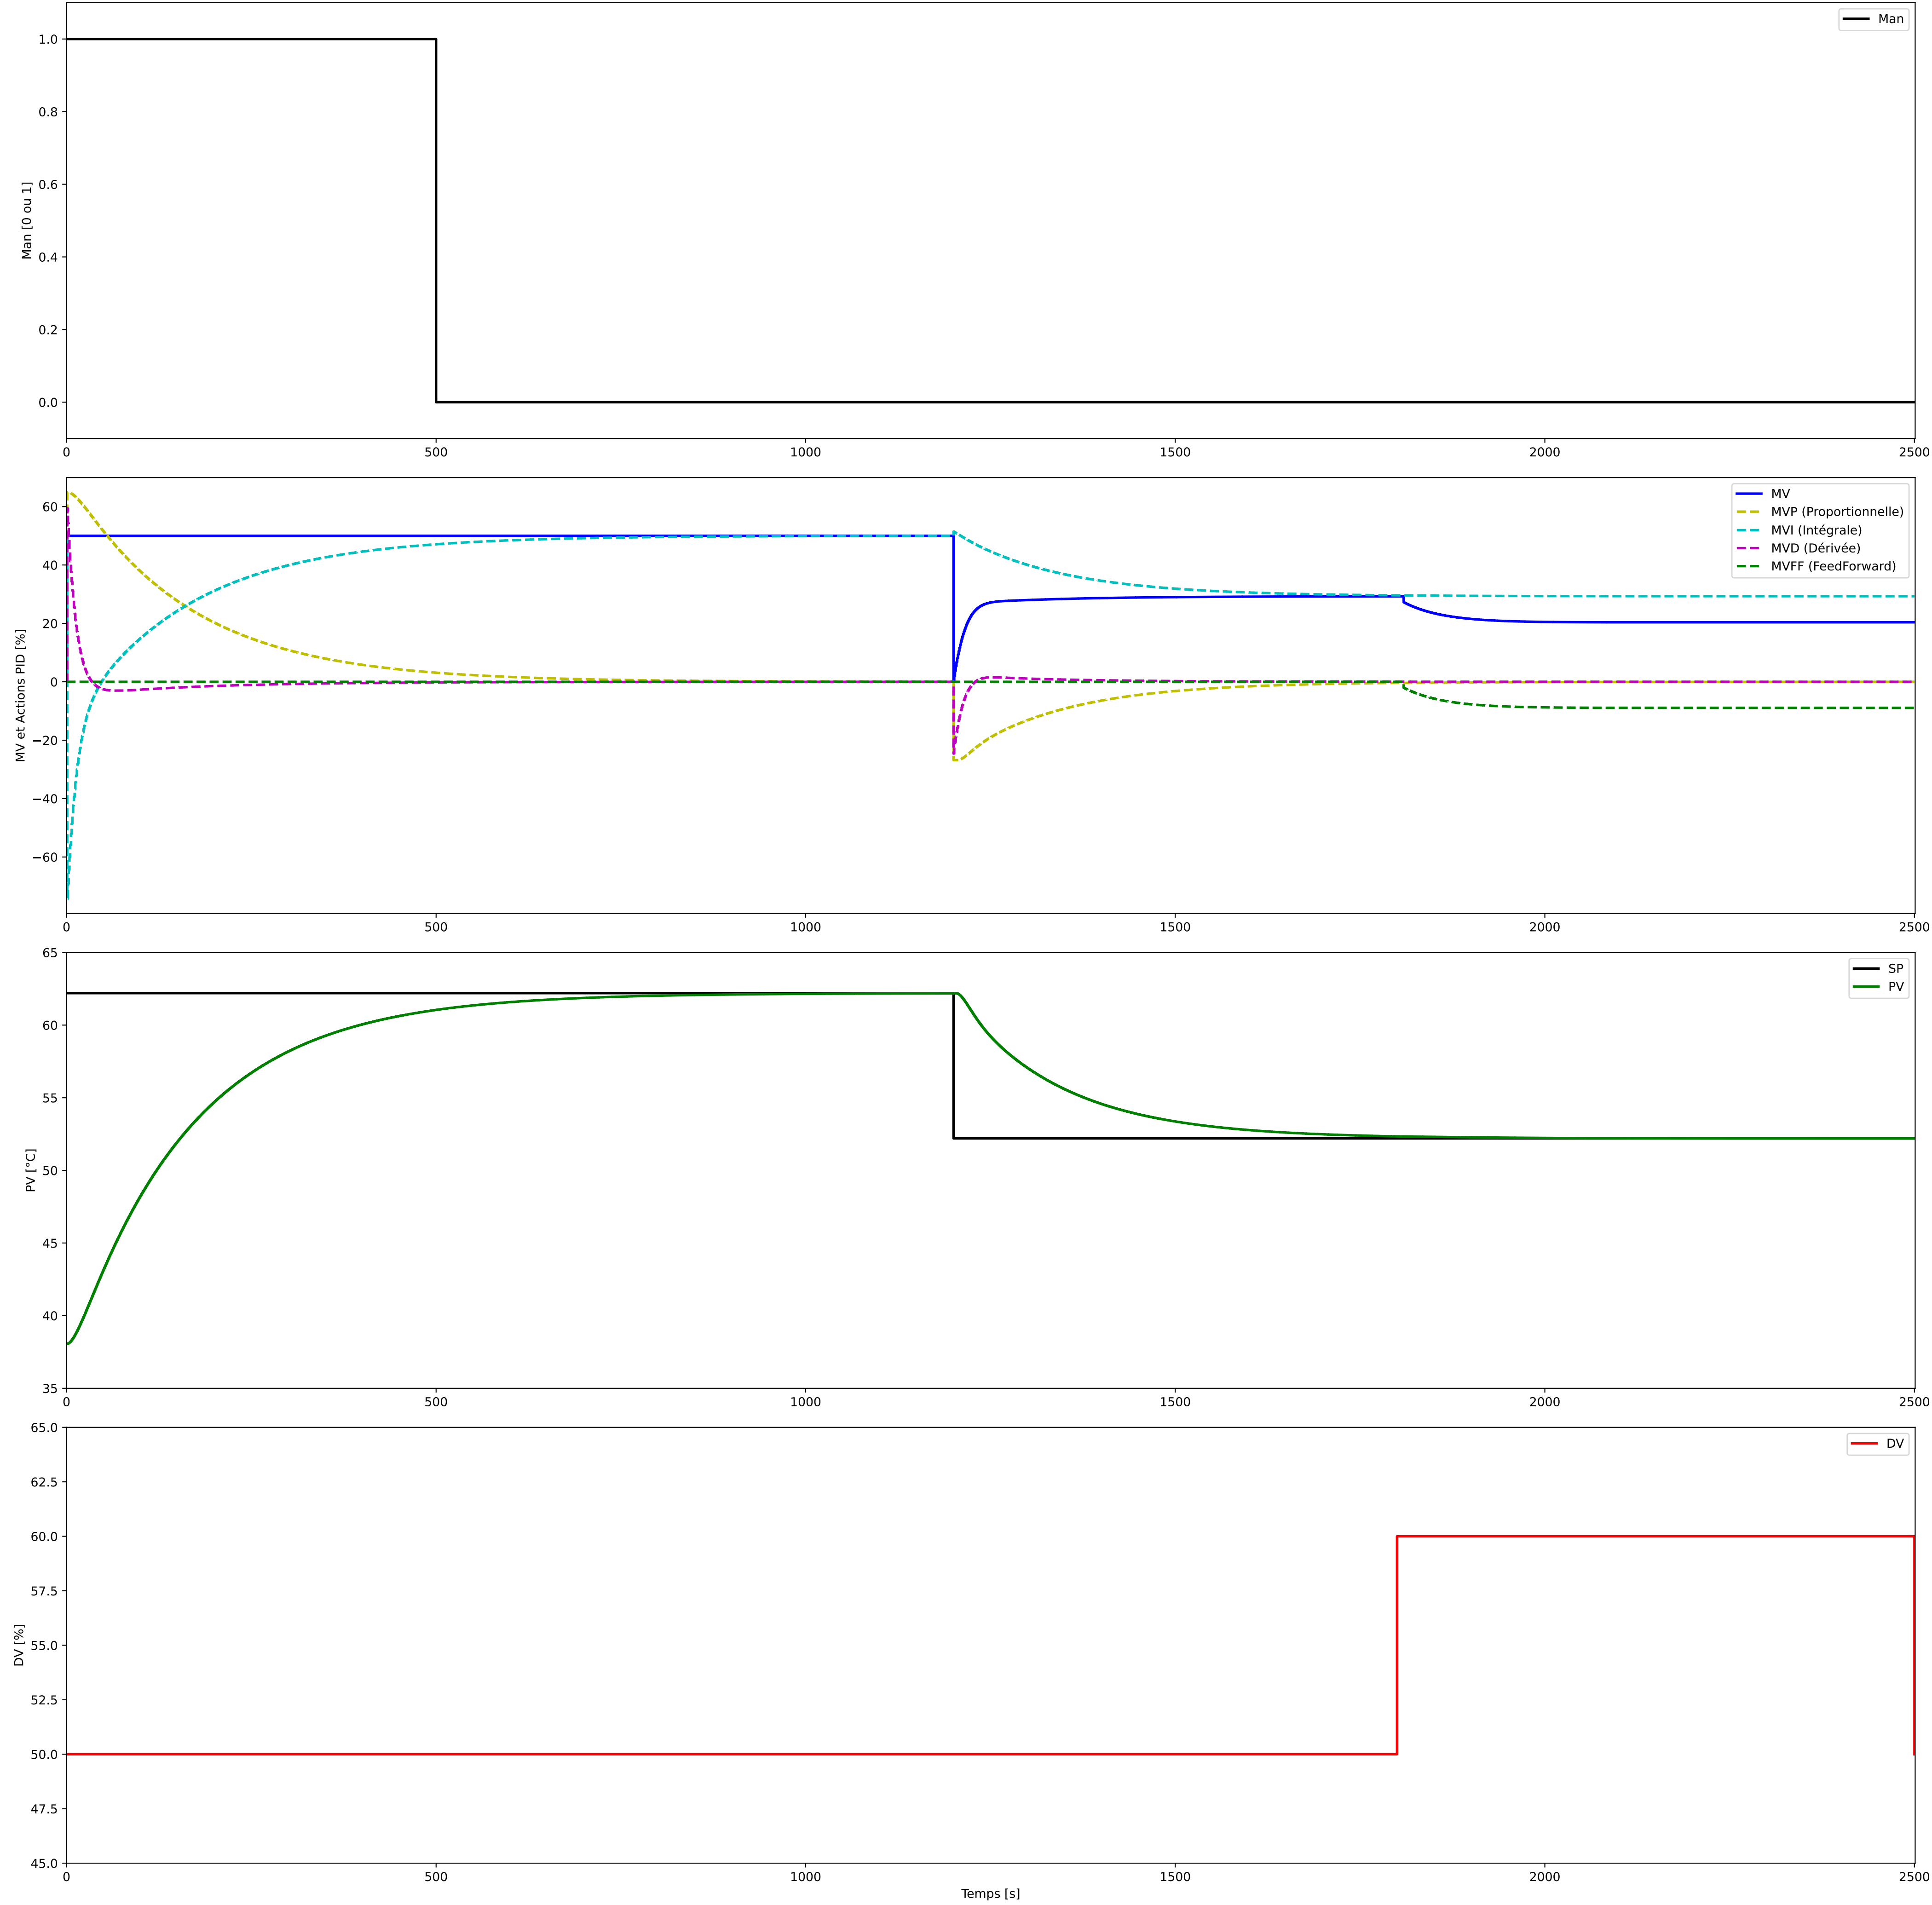 Man
1.0
0.8
0.6
0.4
0.2
0.0
Man [0 ou 1]
0 500 1000 1500 2000 2500
MV
MVP (Proportionnelle)
MVI (Intégrale)
MVD (Dérivée)
MVFF (FeedForward)
60
40
20
0
−20
−40
−60
MV et Actions PID [%]
0 500 1000 1500 2000 2500
SP
PV
65
60
55
50
45
40
35
PV [°C]
0 500 1000 1500 2000 2500
DV
65.0
62.5
60.0
57.5
55.0
52.5
50.0
47.5
45.0
DV [%]
0 500 1000 1500 2000 2500
Temps [s]